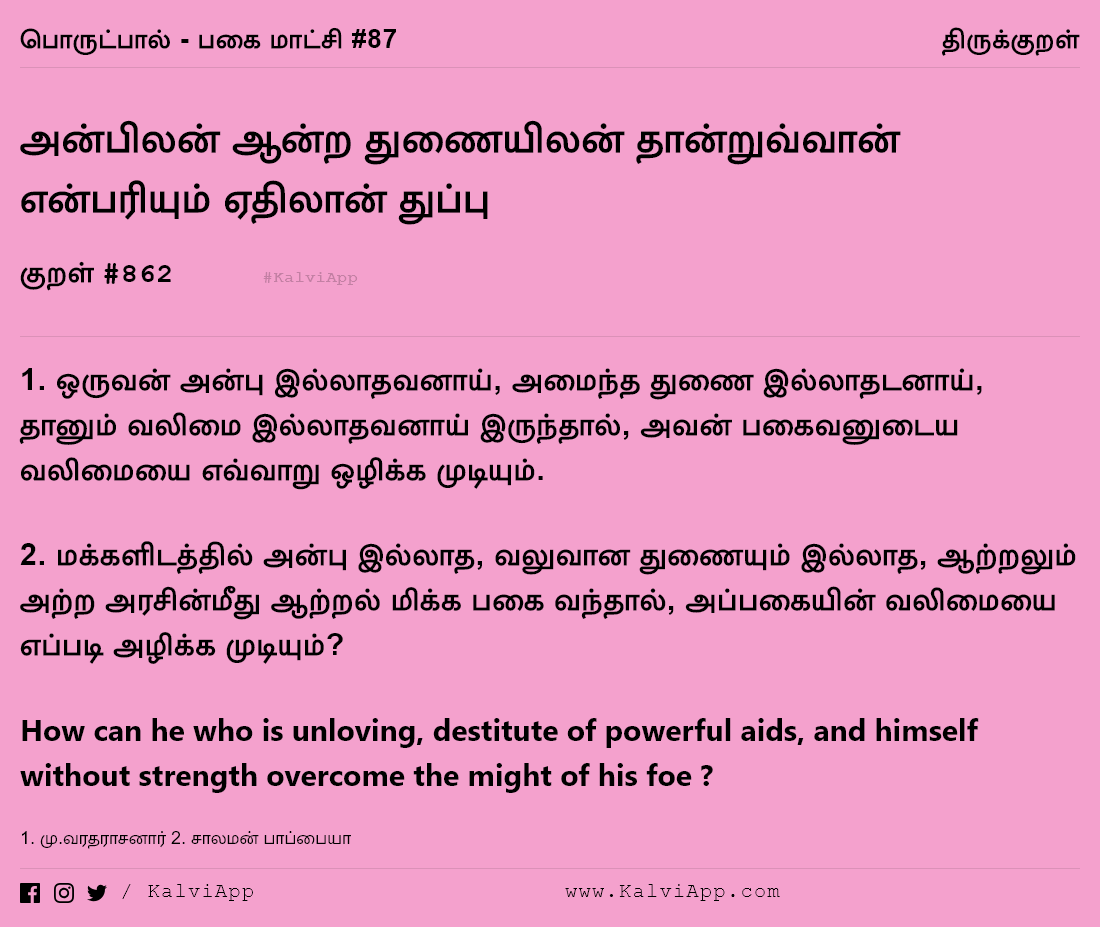 பொருட்பால் - பகை மாட்சி #87 திருக்குறள்
அன்பிலன் ஆன்ற துணையிலன் தான்றுவ்வான்
என்பரியும் ஏதிலான் துப்பு
குறள் #862 #KalviApp
1. ஒருவன் அன்பு இல்லாதவனாய், அமைந்த துணை இல்லாதடனாய்,
தானும் வலிமை இல்லாதவனாய் இருந்தால், அவன் பகைவனுடைய
வலிமையை எவ்வாறு ஒழிக்க முடியும்.
2. மக்களிடத்தில் அன்பு இல்லாத, வலுவான துணையும் இல்லாத, ஆற்றலும்
அற்ற அரசின்மீது ஆற்றல் மிக்க பகை வந்தால், அப்பகையின் வலிமையை
எப்படி அழிக்க முடியும்?
How can he who is unloving, destitute of powerful aids, and himself
without strength overcome the might of his foe ?
1. மு.வரதராசனார் 2. சாலமன் பாப்பையா
/ KalviApp www.KalviApp.com